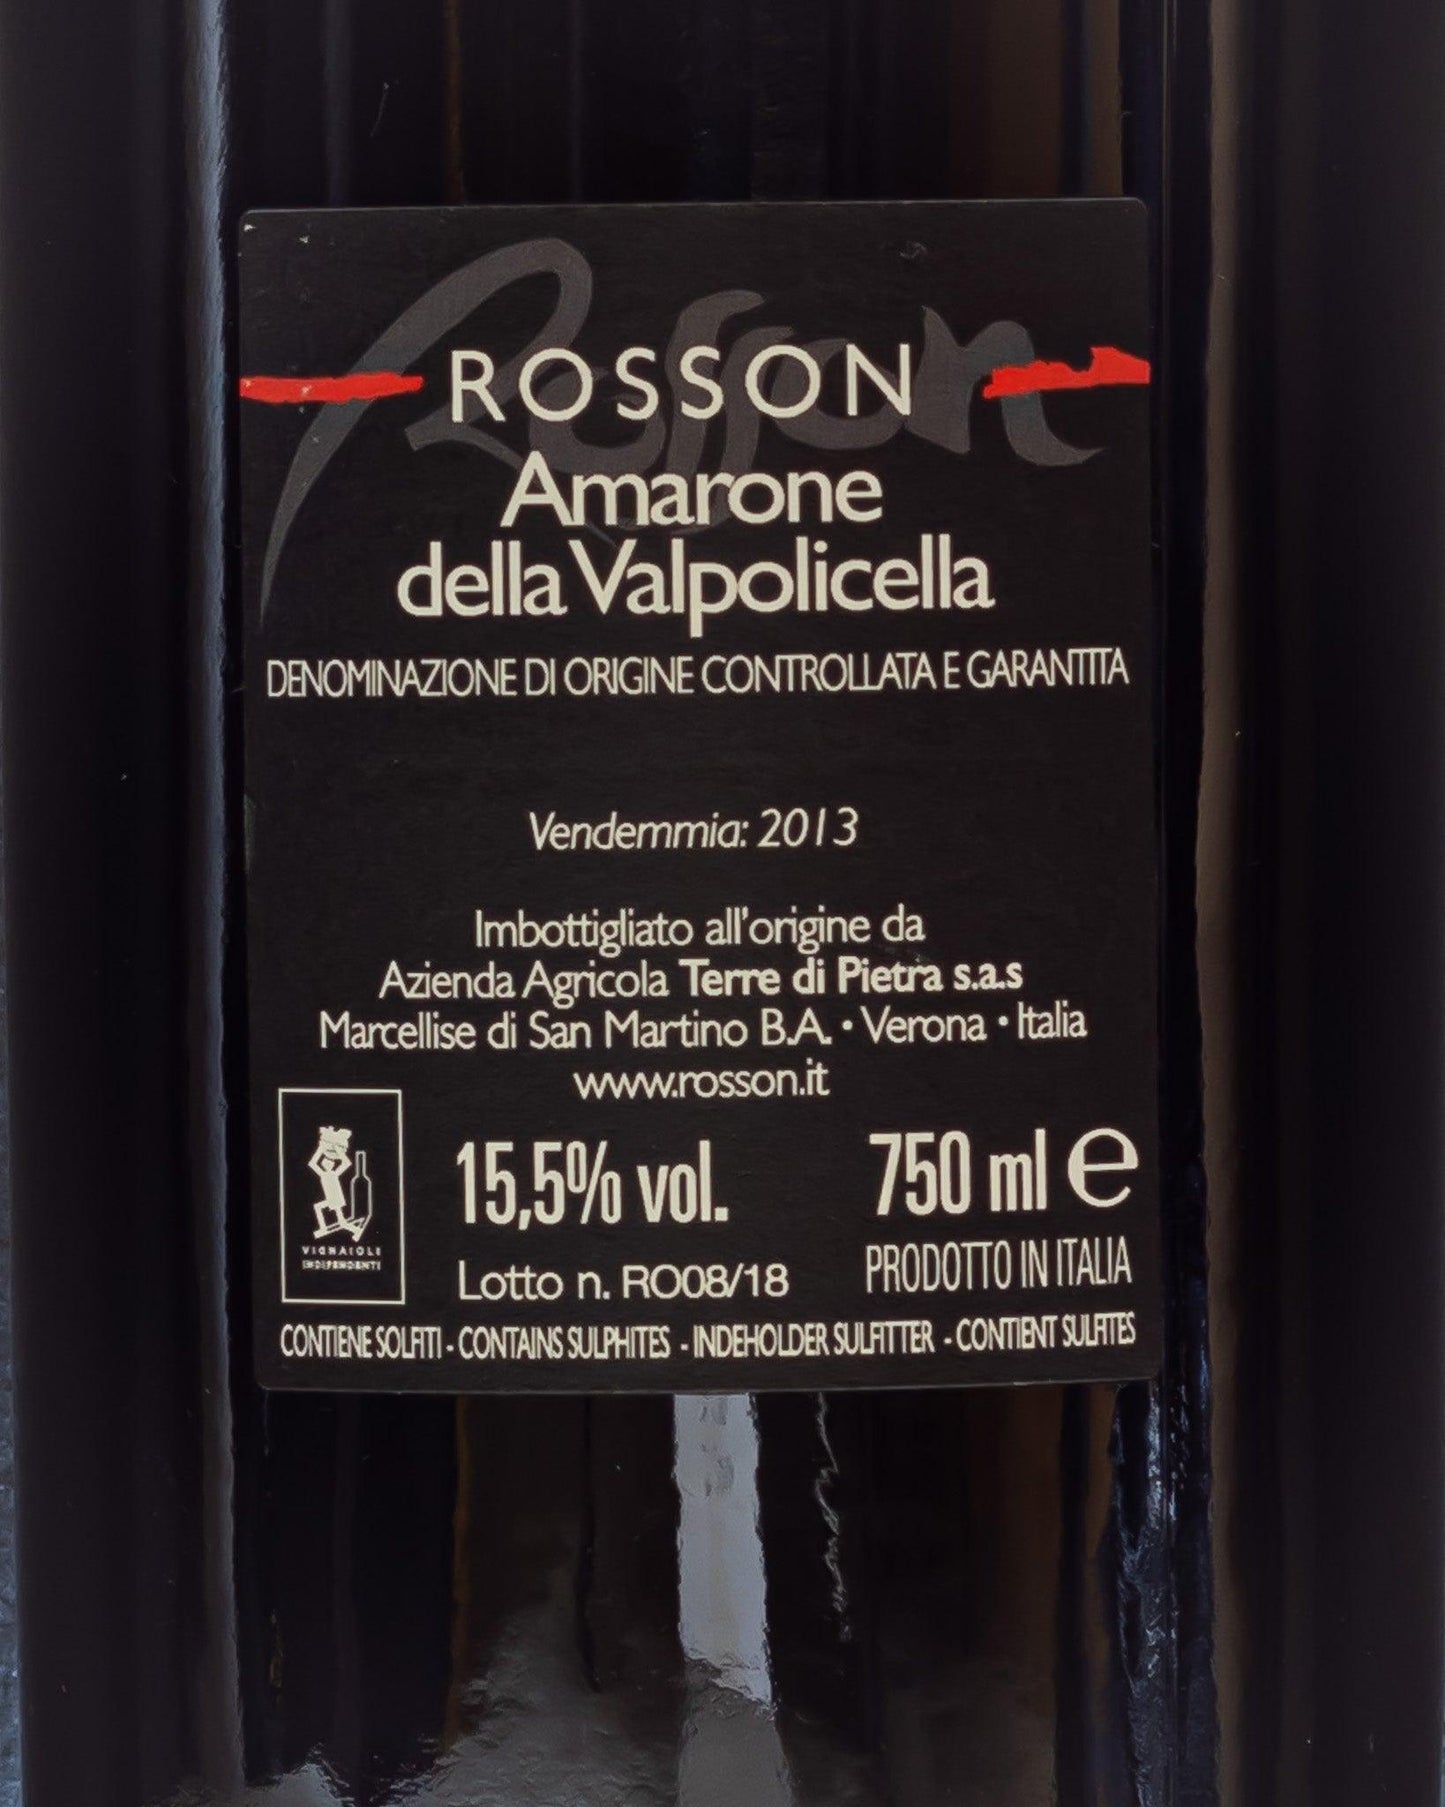 Rosson
ROSSON
Amarone
della Valpolicella
DENOMINAZIONE DI ORIGINE CONTROLLATA E GARANTITA
Vendemmia: 2013
Imbottigliato all'origine da
Azienda Agricola Terre di Pietra s.a.s
Marcellise di San Martino B.A. • Verona • Italia
www.rosson.it
15,5% vol.
750 ml e
VIGNAIOLI
INDIPENDENTI
Lotto n. RO08/18
PRODOTTO IN ITALIA
CONTIENE SOLFITI - CONTAINS SULPHITES - INDEHOLDER SULFITTER - CONTIENT SULFITES